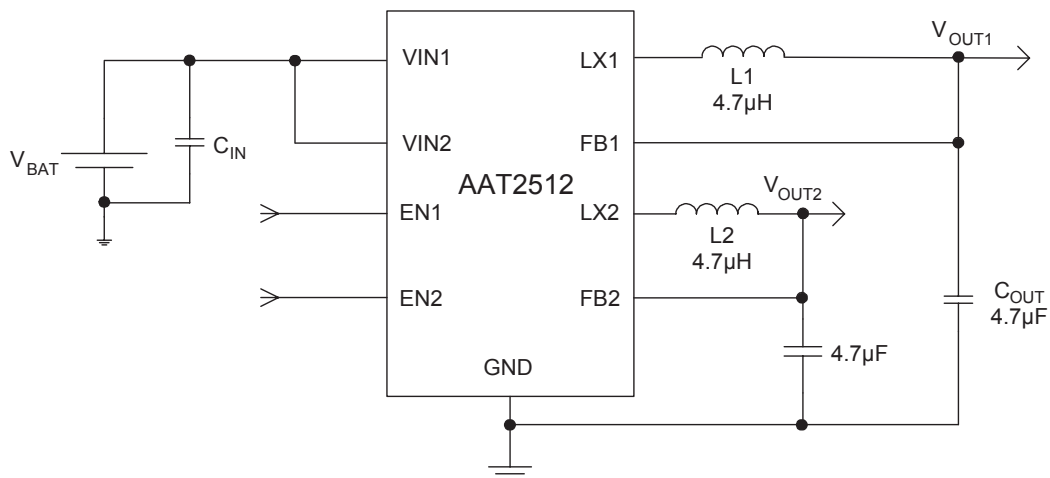 VIN1
VIN2
EN1
EN2
AAT2512
GND
LX1
FB1
LX2
FB2
L1
4.7µH
VOUT1
VOUT2
L2
4.7µH
VBAT
CIN
COUT
4.7µF
4.7µF